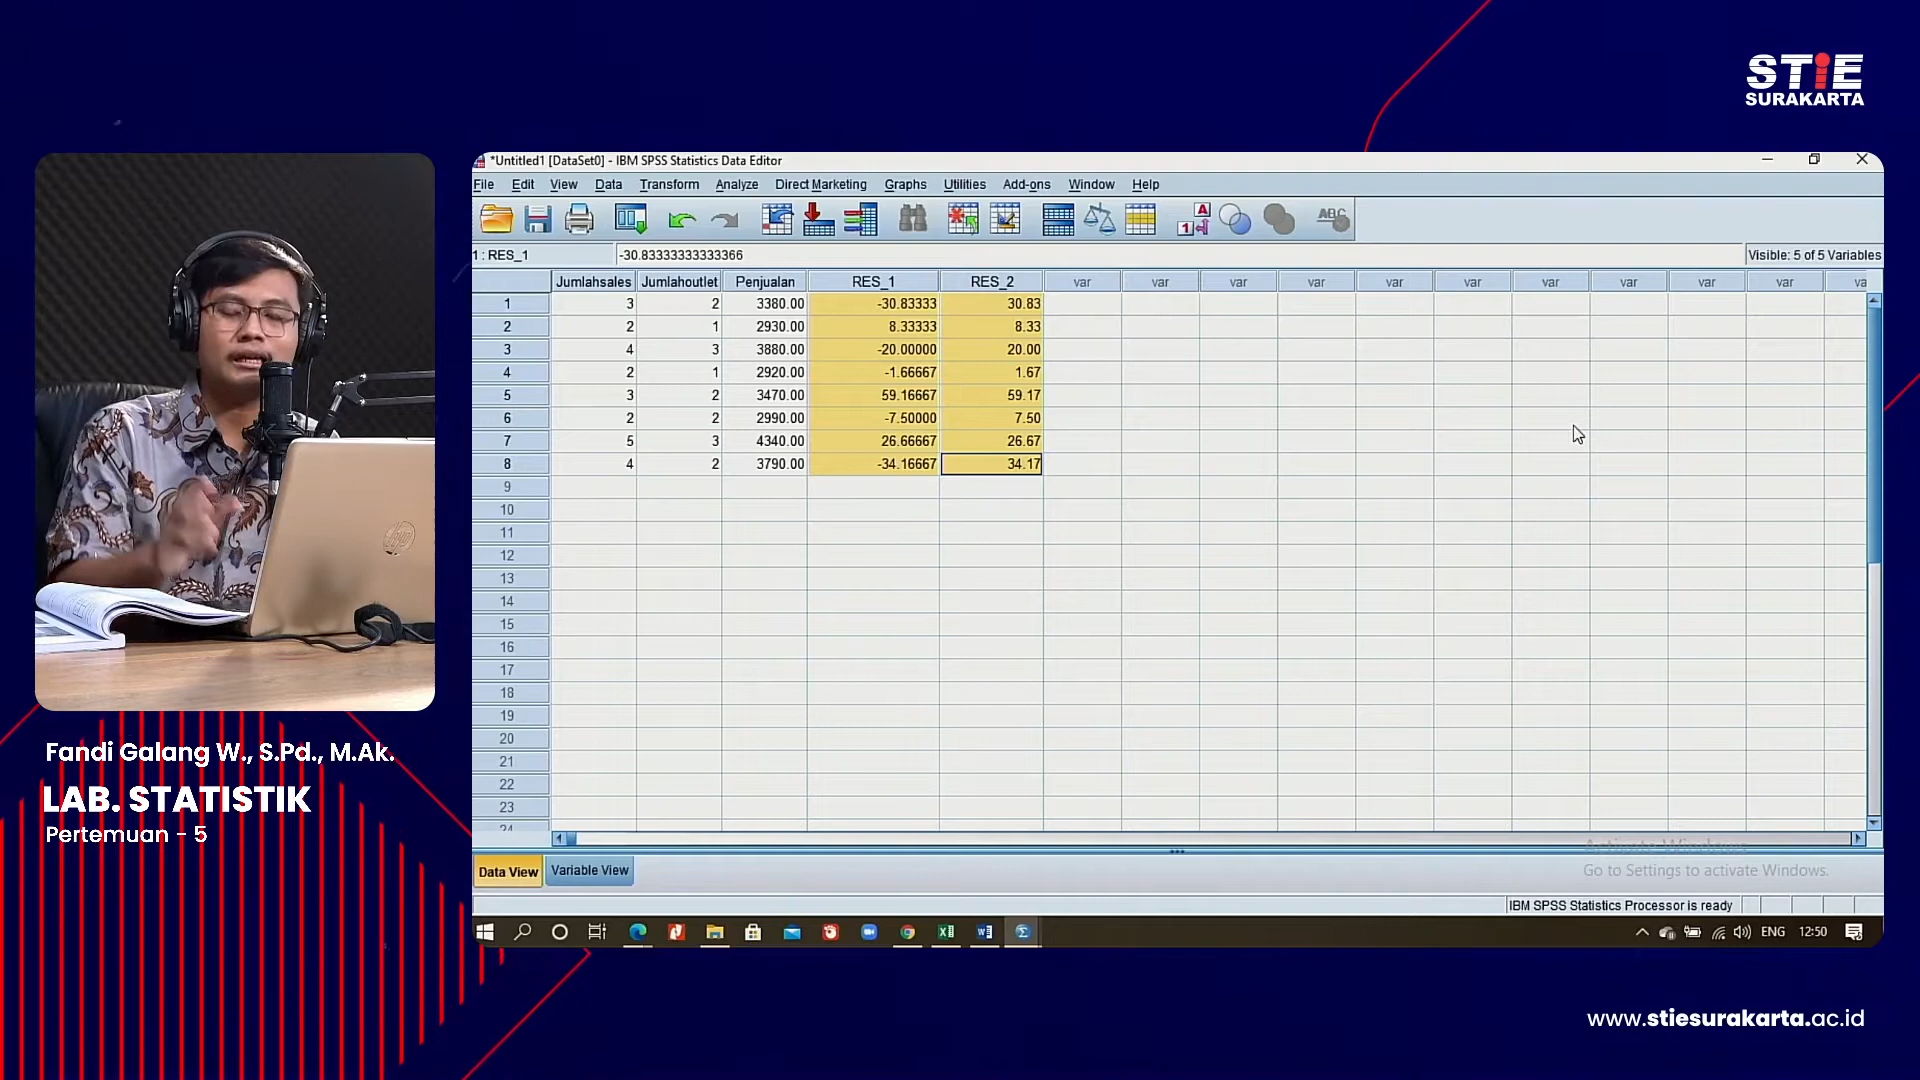 STiE
SURAKARTA
*Untitled1 [DataSet0] - IBM SPSS Statistics Data Editor
File Edit View Data Transform Analyze Direct Marketing Graphs Utilities Add-ons Window Help
1 : RES_1 -30.83333333333366 Visible: 5 of 5 Variables
Jumlahsales Jumlahoutlet Penjualan RES_1 RES_2 var var var var var var var var var var va
1 3 2 3380.00 -30.83333 30.83
2 2 1 2930.00 8.33333 8.33
3 4 3 3880.00 -20.00000 20.00
4 2 1 2920.00 -1.66667 1.67
5 3 2 3470.00 59.16667 59.17
6 2 2 2990.00 -7.50000 7.50
7 5 3 4340.00 26.66667 26.67
8 4 2 3790.00 -34.16667 34.17
9
10
11
12
13
14
15
16
17
18
19
20
21
22
23
24
Activate Windows
Go to Settings to activate Windows.
Data View Variable View
IBM SPSS Statistics Processor is ready
ENG 12:50
hp
Fandi Galang W., S.Pd., M.Ak.
LAB. STATISTIK
Pertemuan - 5
www.stiesurakarta.ac.id